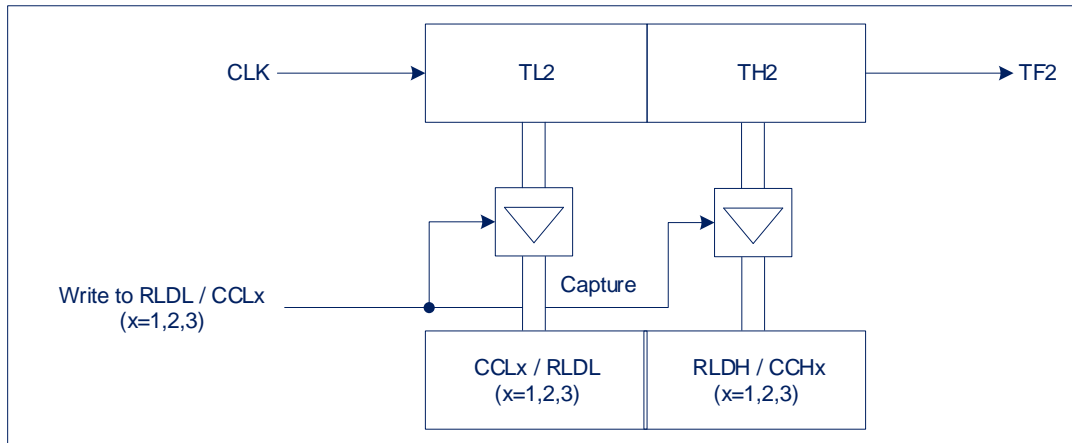 CLK
TL2
TH2
TF2
Write to RLDL / CCLx
(x=1,2,3)
Capture
CCLx / RLDL
(x=1,2,3)
RLDH / CCHx
(x=1,2,3)